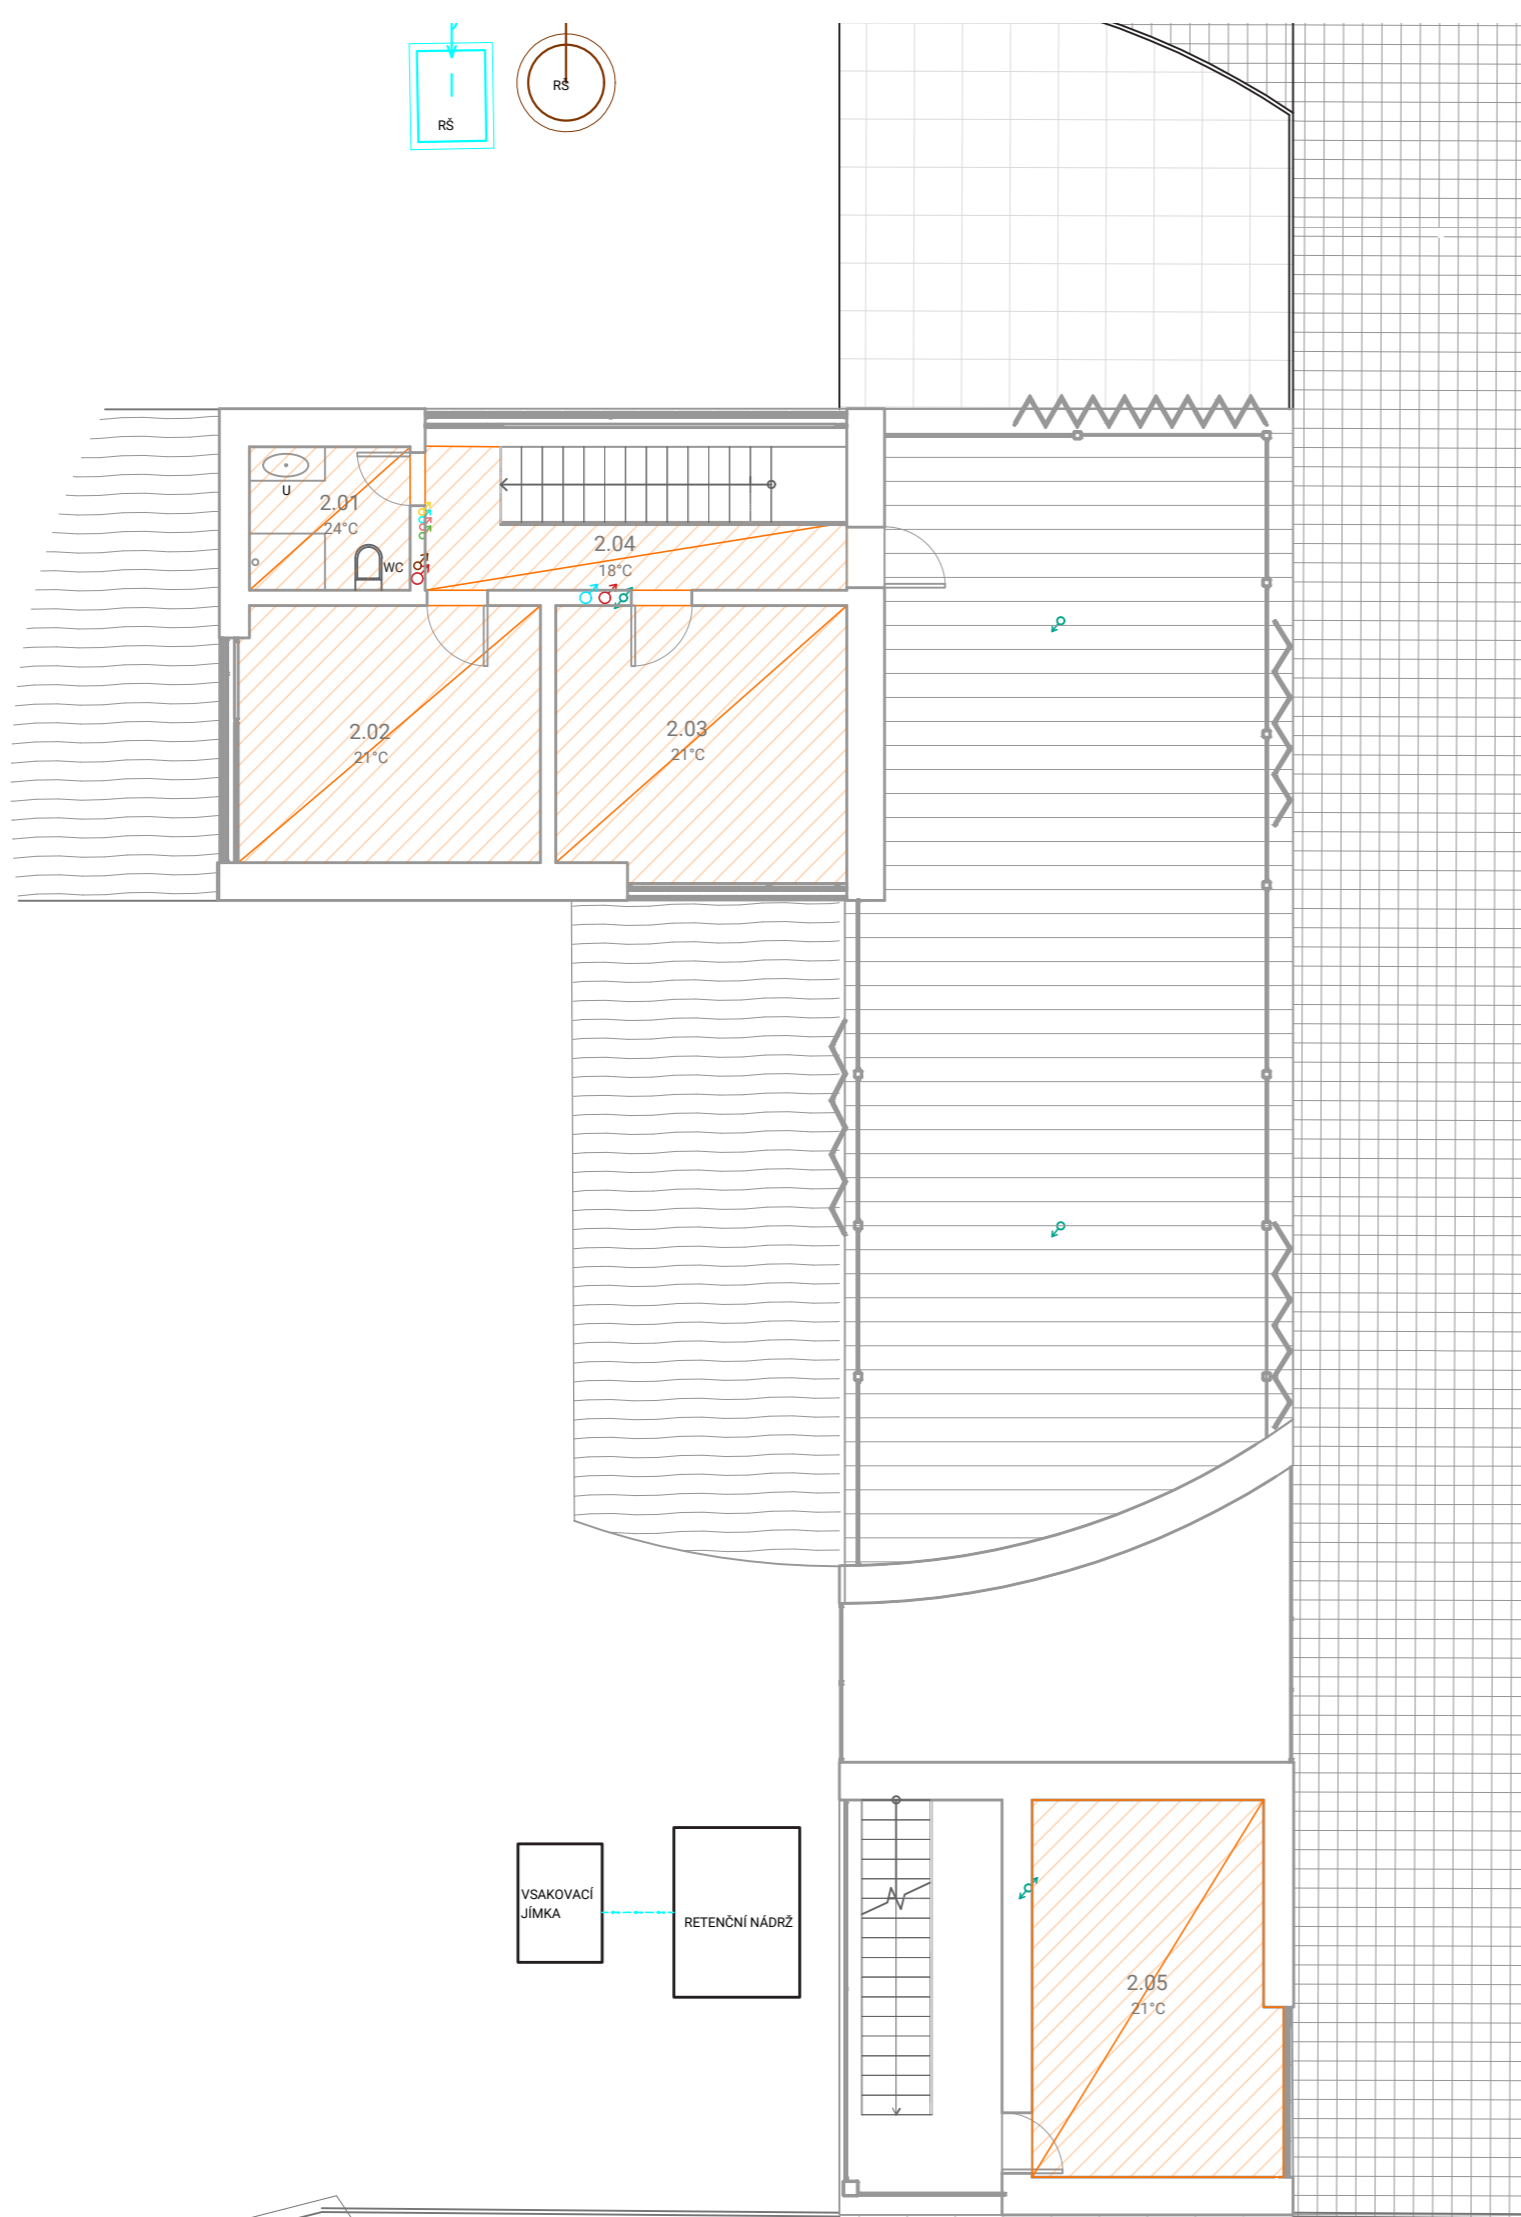 RŠ
RŠ
U
2.01
24°C
WC
2.04
18°C
2.02
21°C
2.03
21°C
VSAKOVACÍ
JÍMKA
RETENČNÍ NÁDRŽ
2.05
21°C